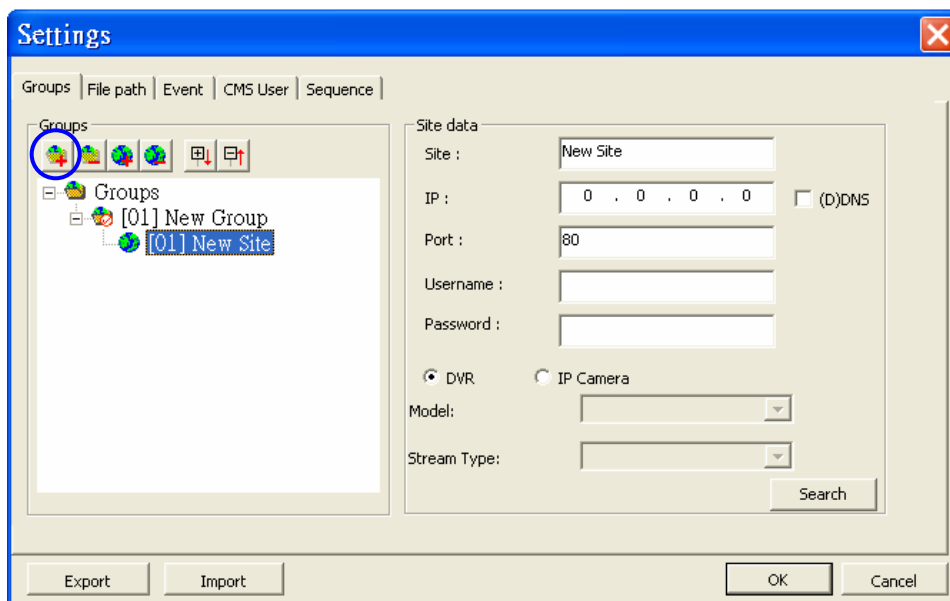 Settings
Groups File path Event CMS User Sequence
Groups
Groups
[01] New Group
[01] New Site
Site data
Site : New Site
IP : 0 . 0 . 0 . 0 (D)DNS
Port : 80
Username :
Password :
DVR IP Camera
Model:
Stream Type:
Search
Export Import OK Cancel